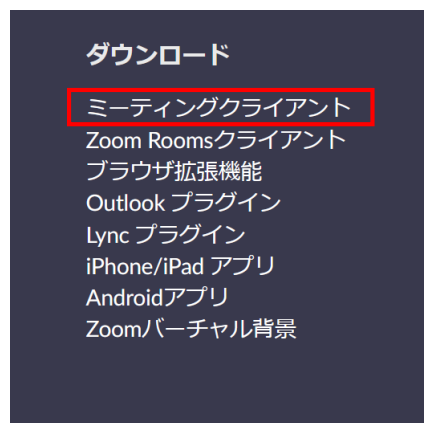 ダウンロード
ミーティングクライアント
Zoom Roomsクライアント
ブラウザ拡張機能
Outlook プラグイン
Lync プラグイン
iPhone/iPad アプリ
Androidアプリ
Zoomバーチャル背景